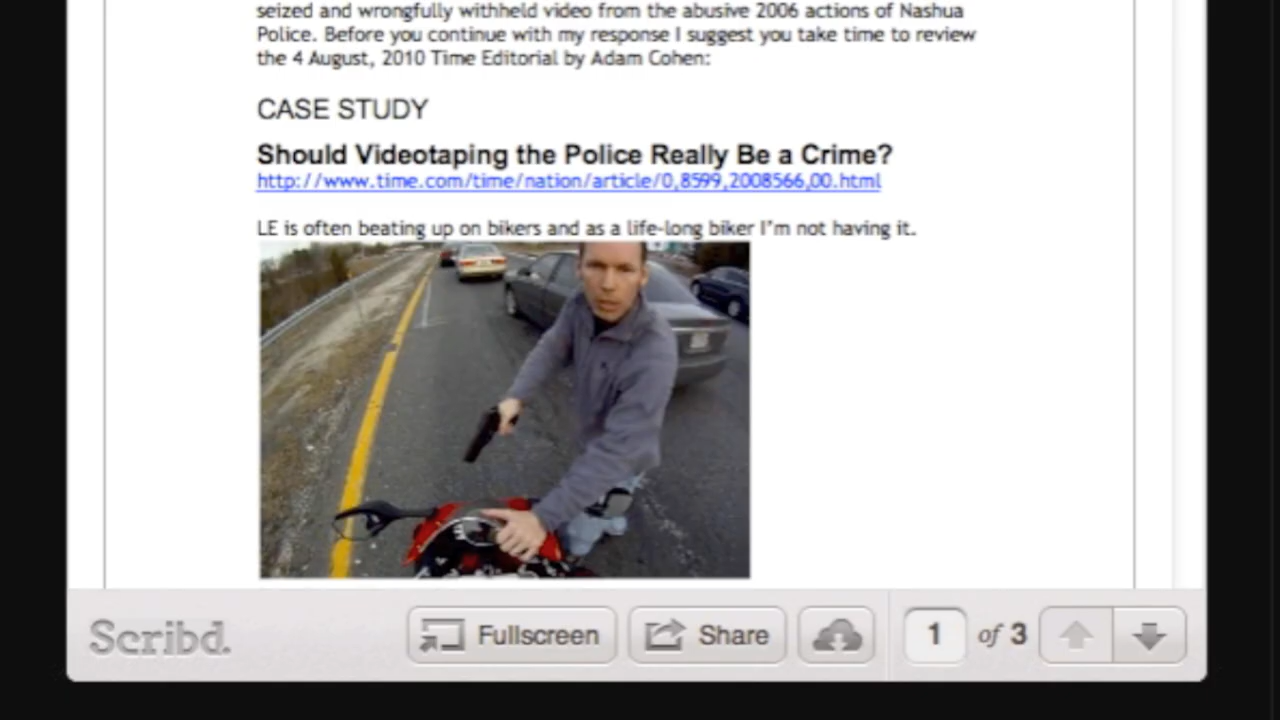 seized and wrongfully withheld video from the abusive 2006 actions of Nashua
Police. Before you continue with my response I suggest you take time to review
the 4 August, 2010 Time Editorial by Adam Cohen:
CASE STUDY
Should Videotaping the Police Really Be a Crime?
http://www.time.com/time/nation/article/0,8599,2008566,00.html
LE is often beating up on bikers and as a life-long biker I'm not having it.
Scribd.
Fullscreen
Share
1 of 3